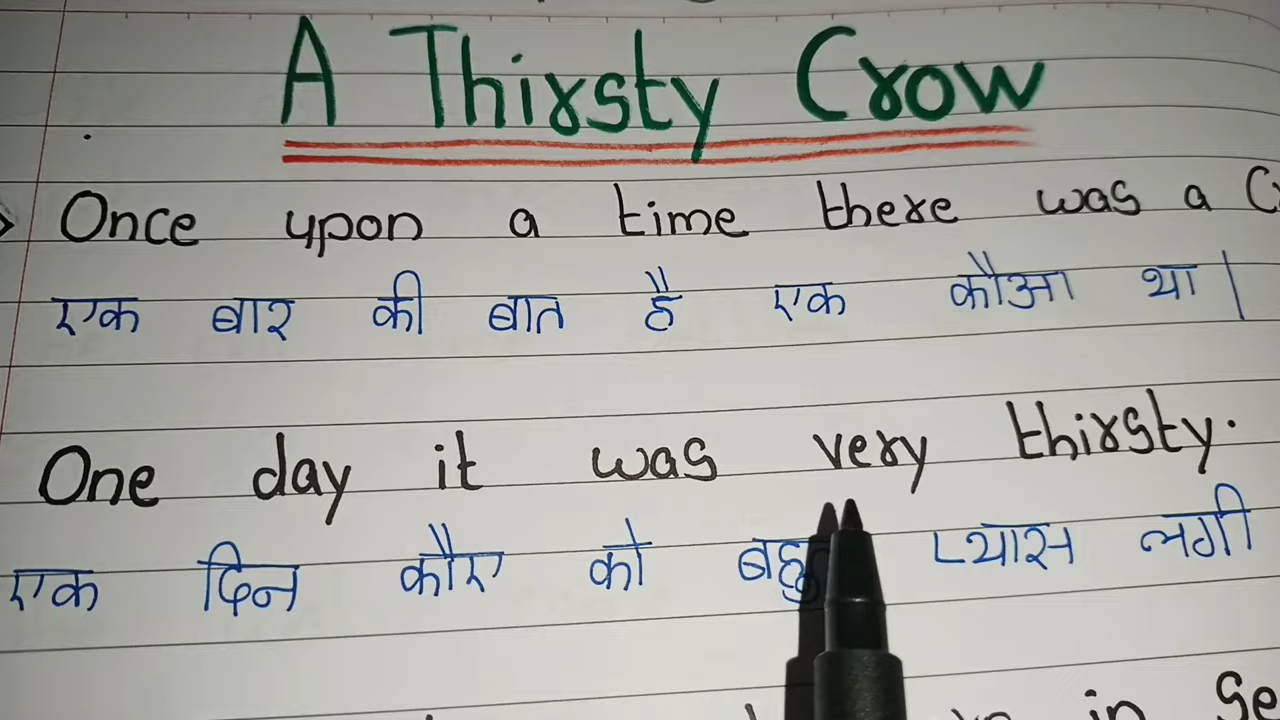 A Thirsty Crow
Once upon a time there was a
एक बार की बात है एक कौआ था |
One day it was very thirsty.
एक दिन कौए को प्यास लगी
in